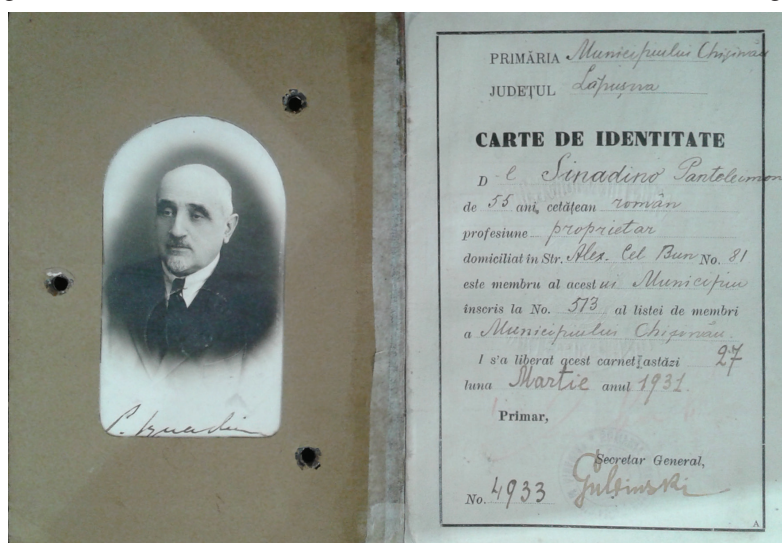 PRIMĂRIA Municipiului Chișinău
JUDEȚUL Lăpușna
CARTE DE IDENTITATE
D l Sinadino Panteleimon
de 55 ani, cetățean român
profesiune proprietar
domiciliat în Str. Alex. Cel Bun No. 81
este membru al acestui Municipiu
înscris la No. 513 al listei de membri
a Municipiului Chișinău.
I s'a liberat acest carnet astăzi 27
luna Martie anul 1931.
Primar,
Secretar General,
No. 4933
A